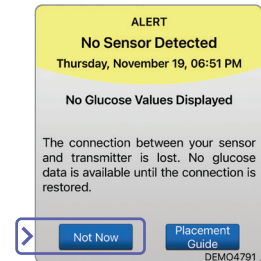 ALERT
No Sensor Detected
Thursday, November 19, 06:51 PM
No Glucose Values Displayed
The connection between your sensor
and transmitter is lost. No glucose
data is available until the connection is
restored.
Not Now
Placement
Guide
DEMO4791